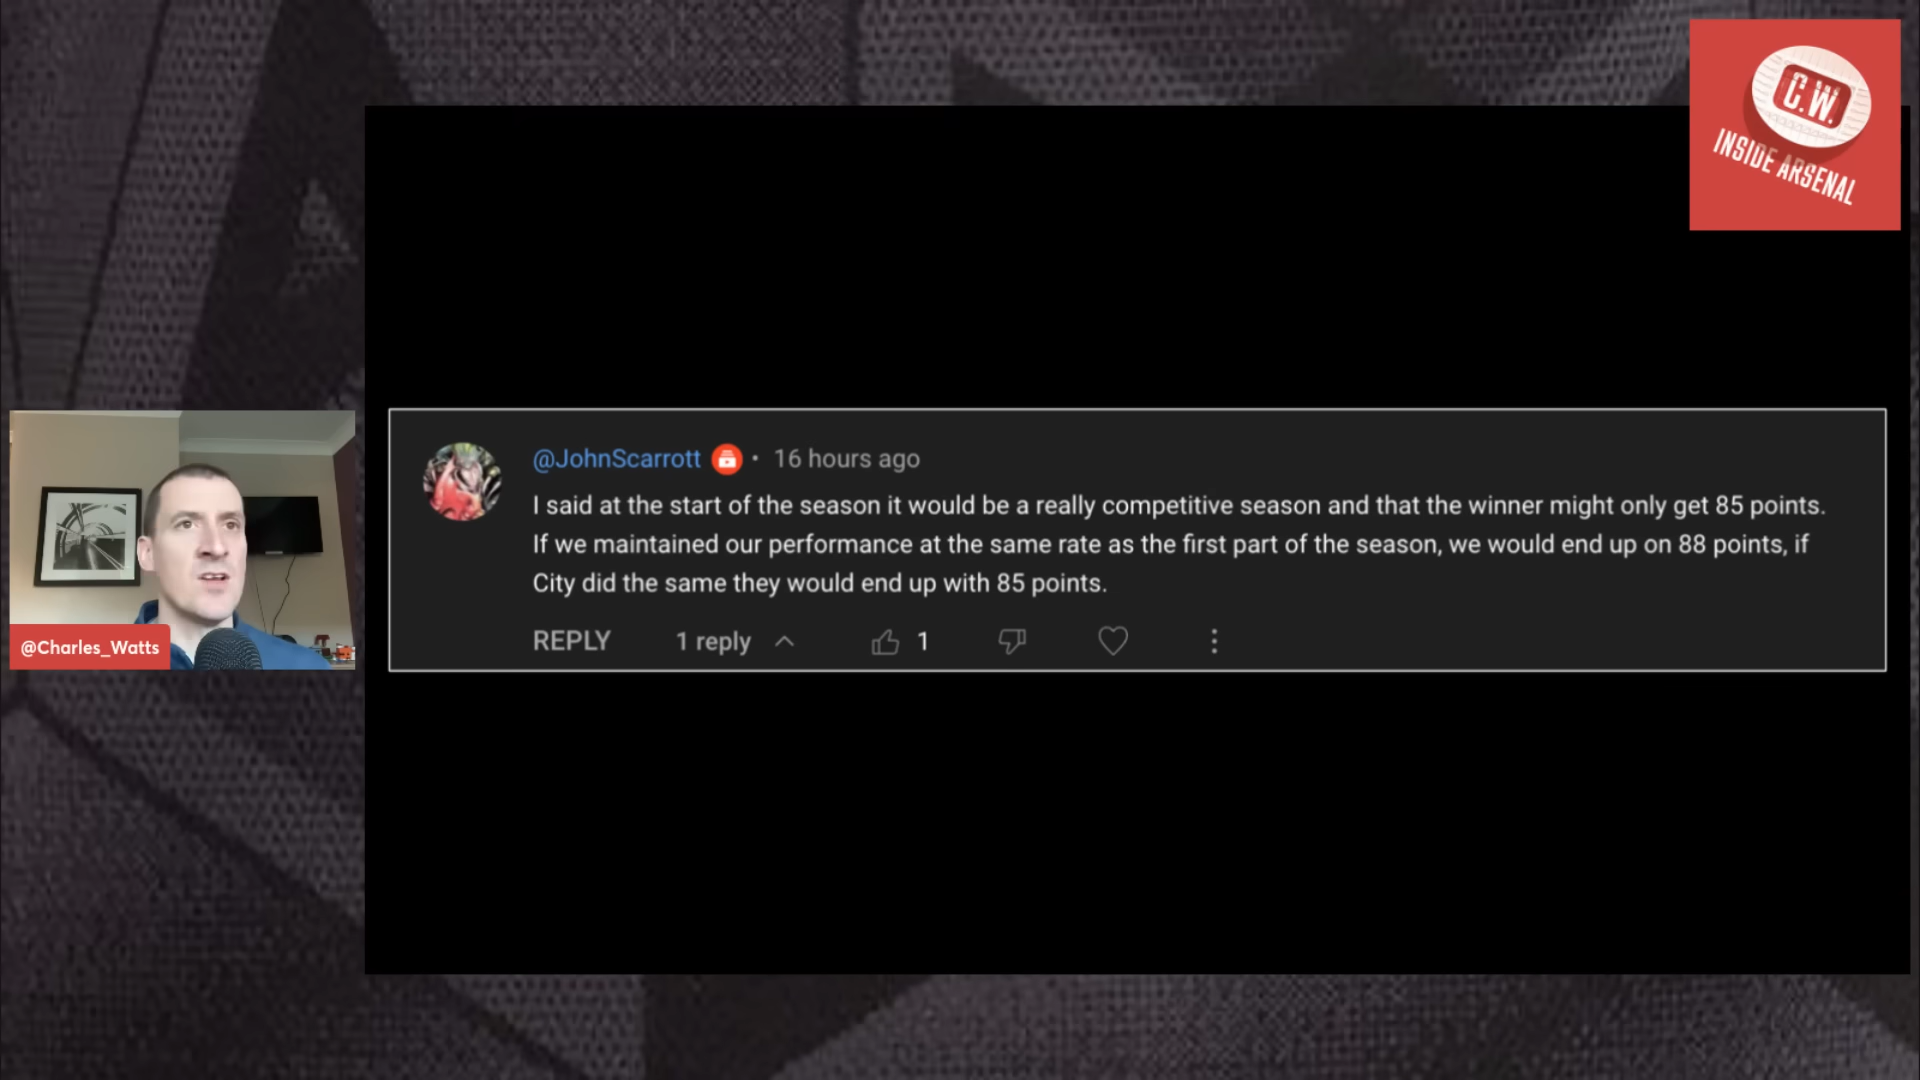 C.W.
INSIDE ARSENAL
@JohnScarrott • 16 hours ago
I said at the start of the season it would be a really competitive season and that the winner might only get 85 points.
If we maintained our performance at the same rate as the first part of the season, we would end up on 88 points, if
City did the same they would end up with 85 points.
REPLY 1 reply 1
@Charles_Watts